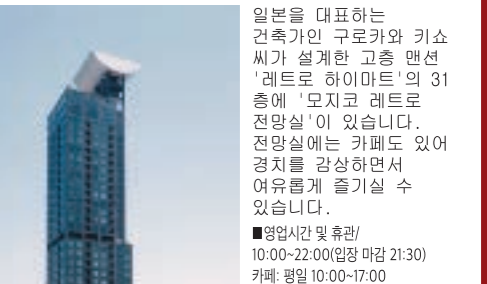 일본을 대표하는
건축가인 구로카와 키쇼
씨가 설계한 고층 맨션
'레트로 하이마트'의 31
층에 '모지코 레트로
전망실'이 있습니다.
전망실에는 카페도 있어
경치를 감상하면서
여유롭게 즐기실 수
있습니다.
■영업시간 및 휴관/
10:00~22:00(입장 마감 21:30)
카페: 평일 10:00~17:00